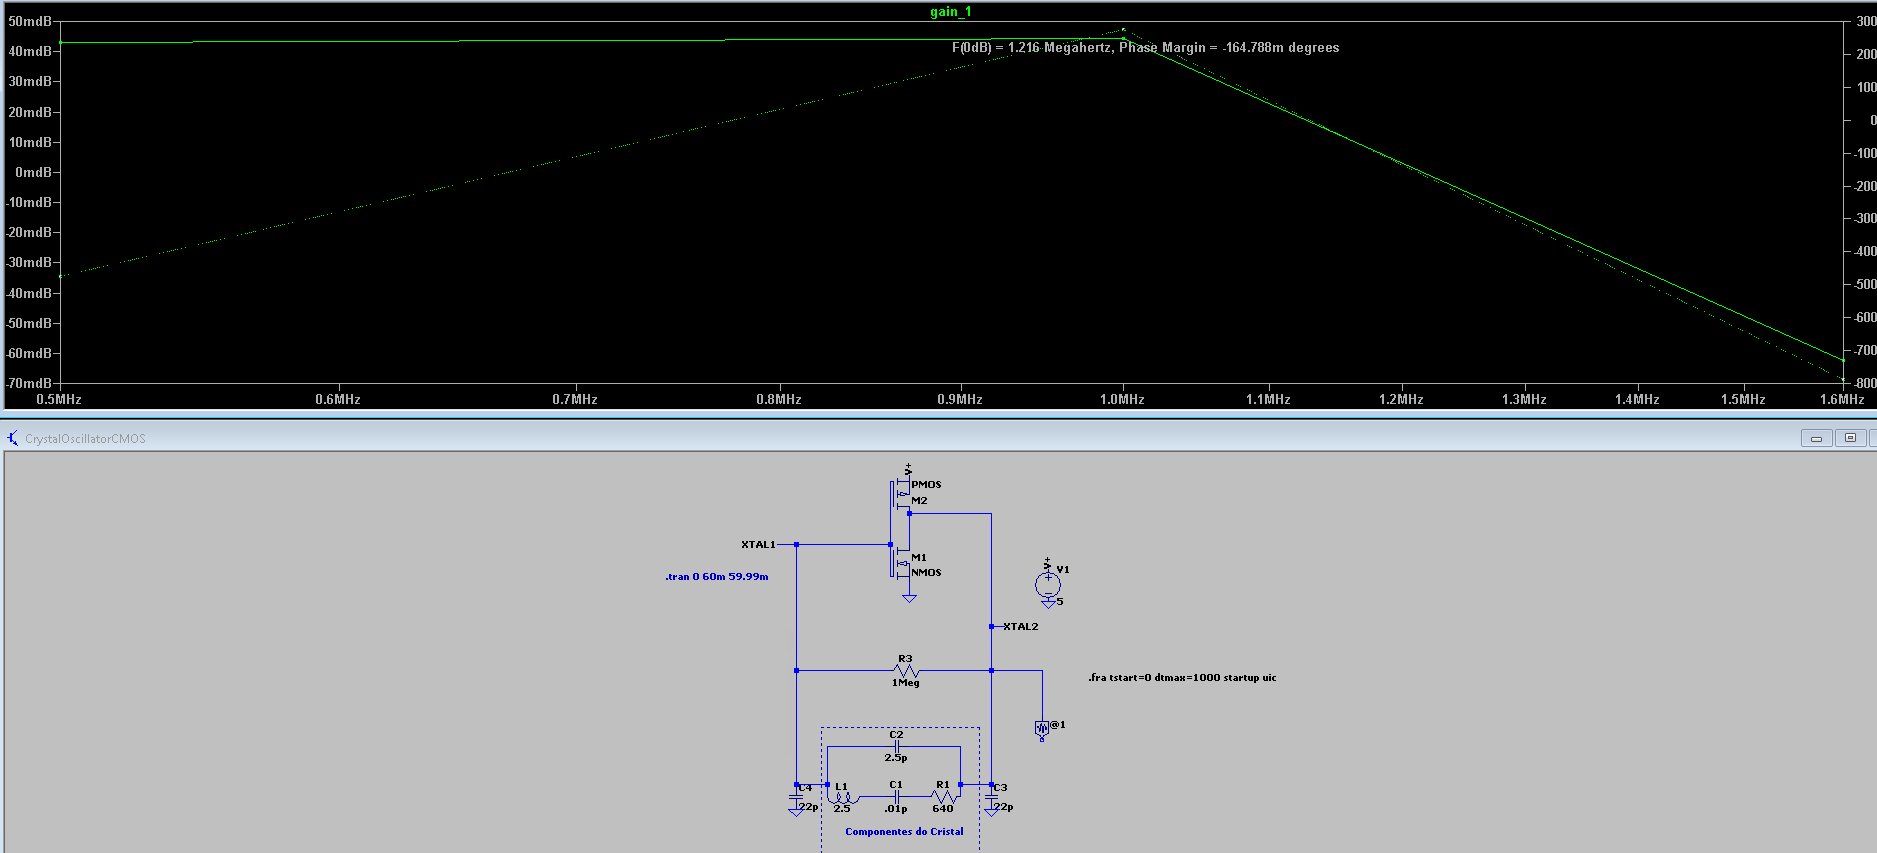 gain_1
50mdB
40mdB
30mdB
20mdB
10mdB
0mdB
-10mdB
-20mdB
-30mdB
-40mdB
-50mdB
-60mdB
-70mdB
300
200
100
0
-100
-200
-300
-400
-500
-600
-700
-800
F(0dB) = 1.216 Megahertz, Phase Margin = -164.788m degrees
0.5MHz 0.6MHz 0.7MHz 0.8MHz 0.9MHz 1.0MHz 1.1MHz 1.2MHz 1.3MHz 1.4MHz 1.5MHz 1.6MHz
CrystalOscillatorCMOS
V+
PMOS
M2
XTAL1
M1
NMOS
.tran 0 60m 59.99m
V+
V1
5
XTAL2
R3
1Meg
.fra tstart=0 dtmax=1000 startup uic
@1
C2
2.5p
C4
22p
L1
2.5
C1
.01p
R1
640
C3
22p
Componentes do Cristal